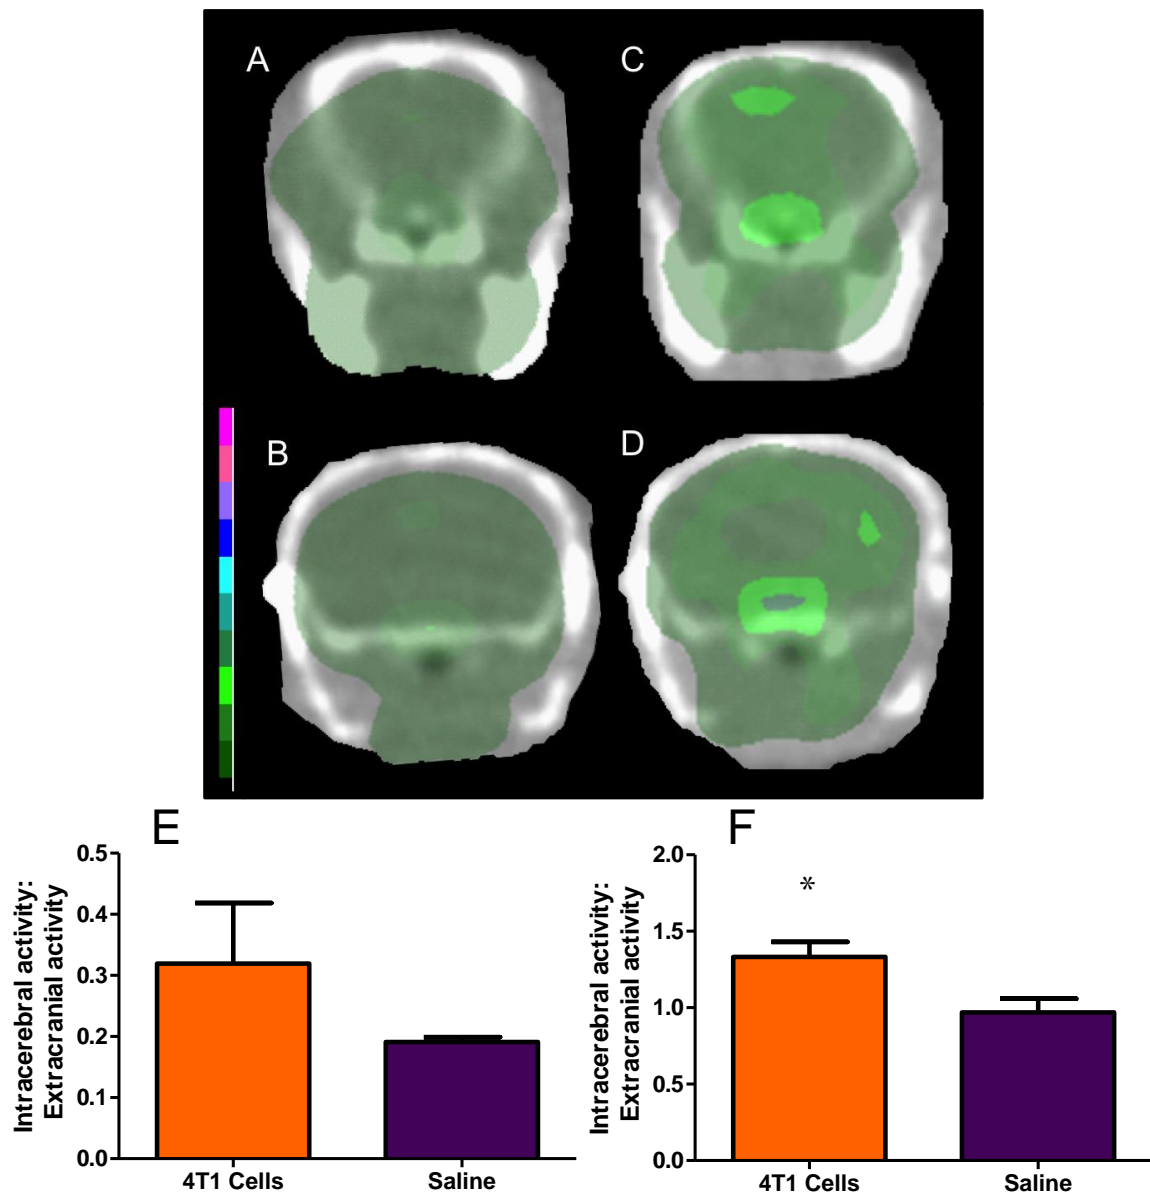 A
C
B
D
E
F
Intracerebral activity:
Extracranial activity
0.5
0.4
0.3
0.2
0.1
0.0
4T1 Cells
Saline
Intracerebral activity:
Extracranial activity
2.0
1.5
1.0
0.5
0.0
*
4T1 Cells
Saline